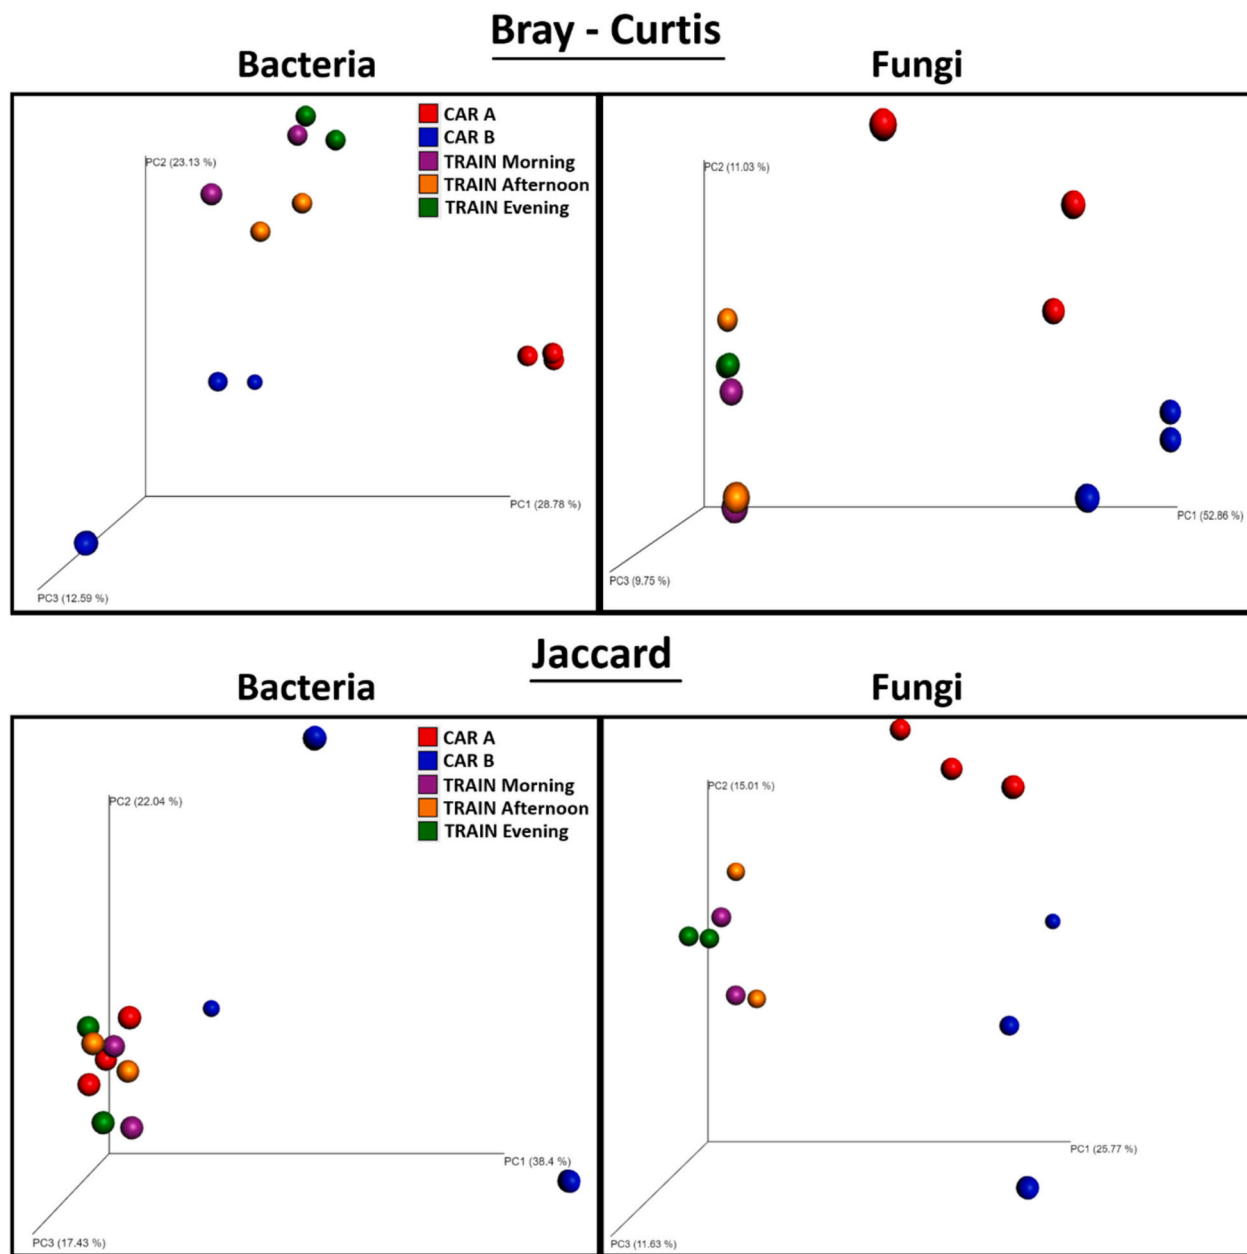 Bray - Curtis
Bacteria
Fungi
CAR A
CAR B
TRAIN Morning
TRAIN Afternoon
TRAIN Evening
PC2 (23.13 %)
PC1 (28.78 %)
PC3 (12.59 %)
PC2 (11.03 %)
PC1 (52.86 %)
PC3 (9.75 %)
Jaccard
Bacteria
Fungi
CAR A
CAR B
TRAIN Morning
TRAIN Afternoon
TRAIN Evening
PC2 (22.04 %)
PC1 (38.4 %)
PC3 (17.43 %)
PC2 (15.01 %)
PC1 (25.77 %)
PC3 (11.63 %)